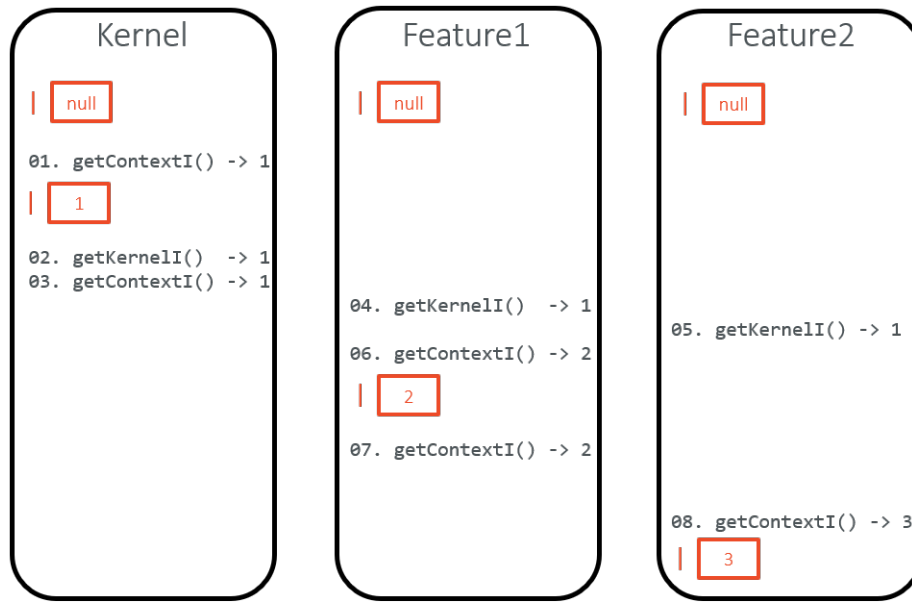 Kernel
| null
01. getContextI() -> 1
| 1
02. getKernelI() -> 1
03. getContextI() -> 1
Feature1
| null
04. getKernelI() -> 1
06. getContextI() -> 2
| 2
07. getContextI() -> 2
Feature2
| null
05. getKernelI() -> 1
08. getContextI() -> 3
| 3